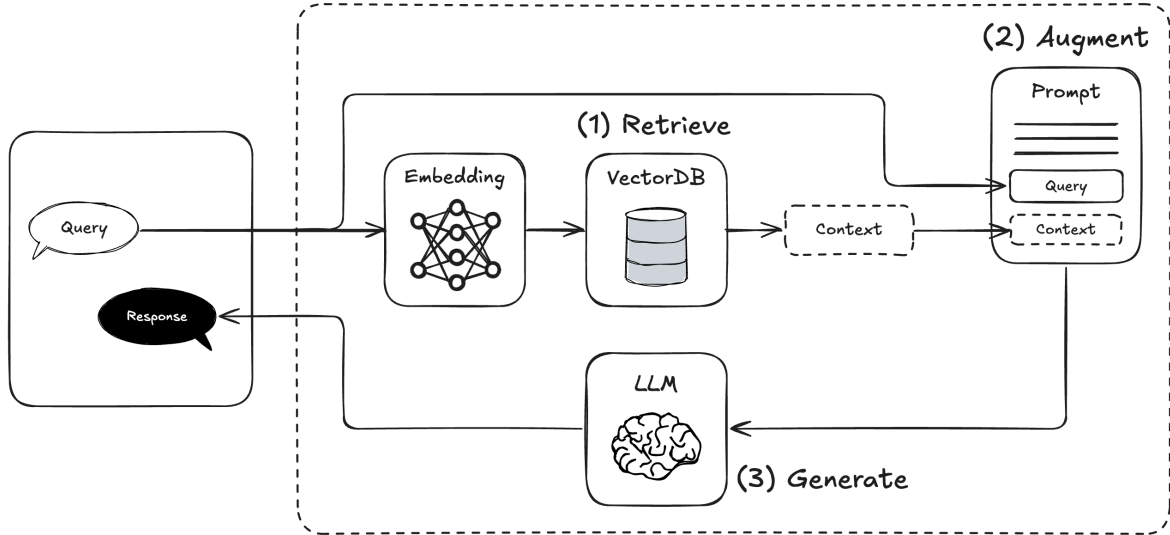 (2) Augment
Prompt
(1) Retrieve
Embedding
VectorDB
Query
Query
Context
Context
Response
LLM
(3) Generate